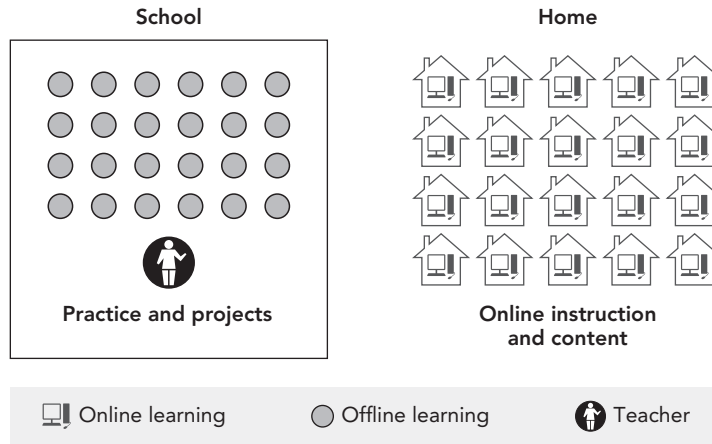 School
Home
Practice and projects
Online instruction
and content
Online learning
Offline learning
Teacher